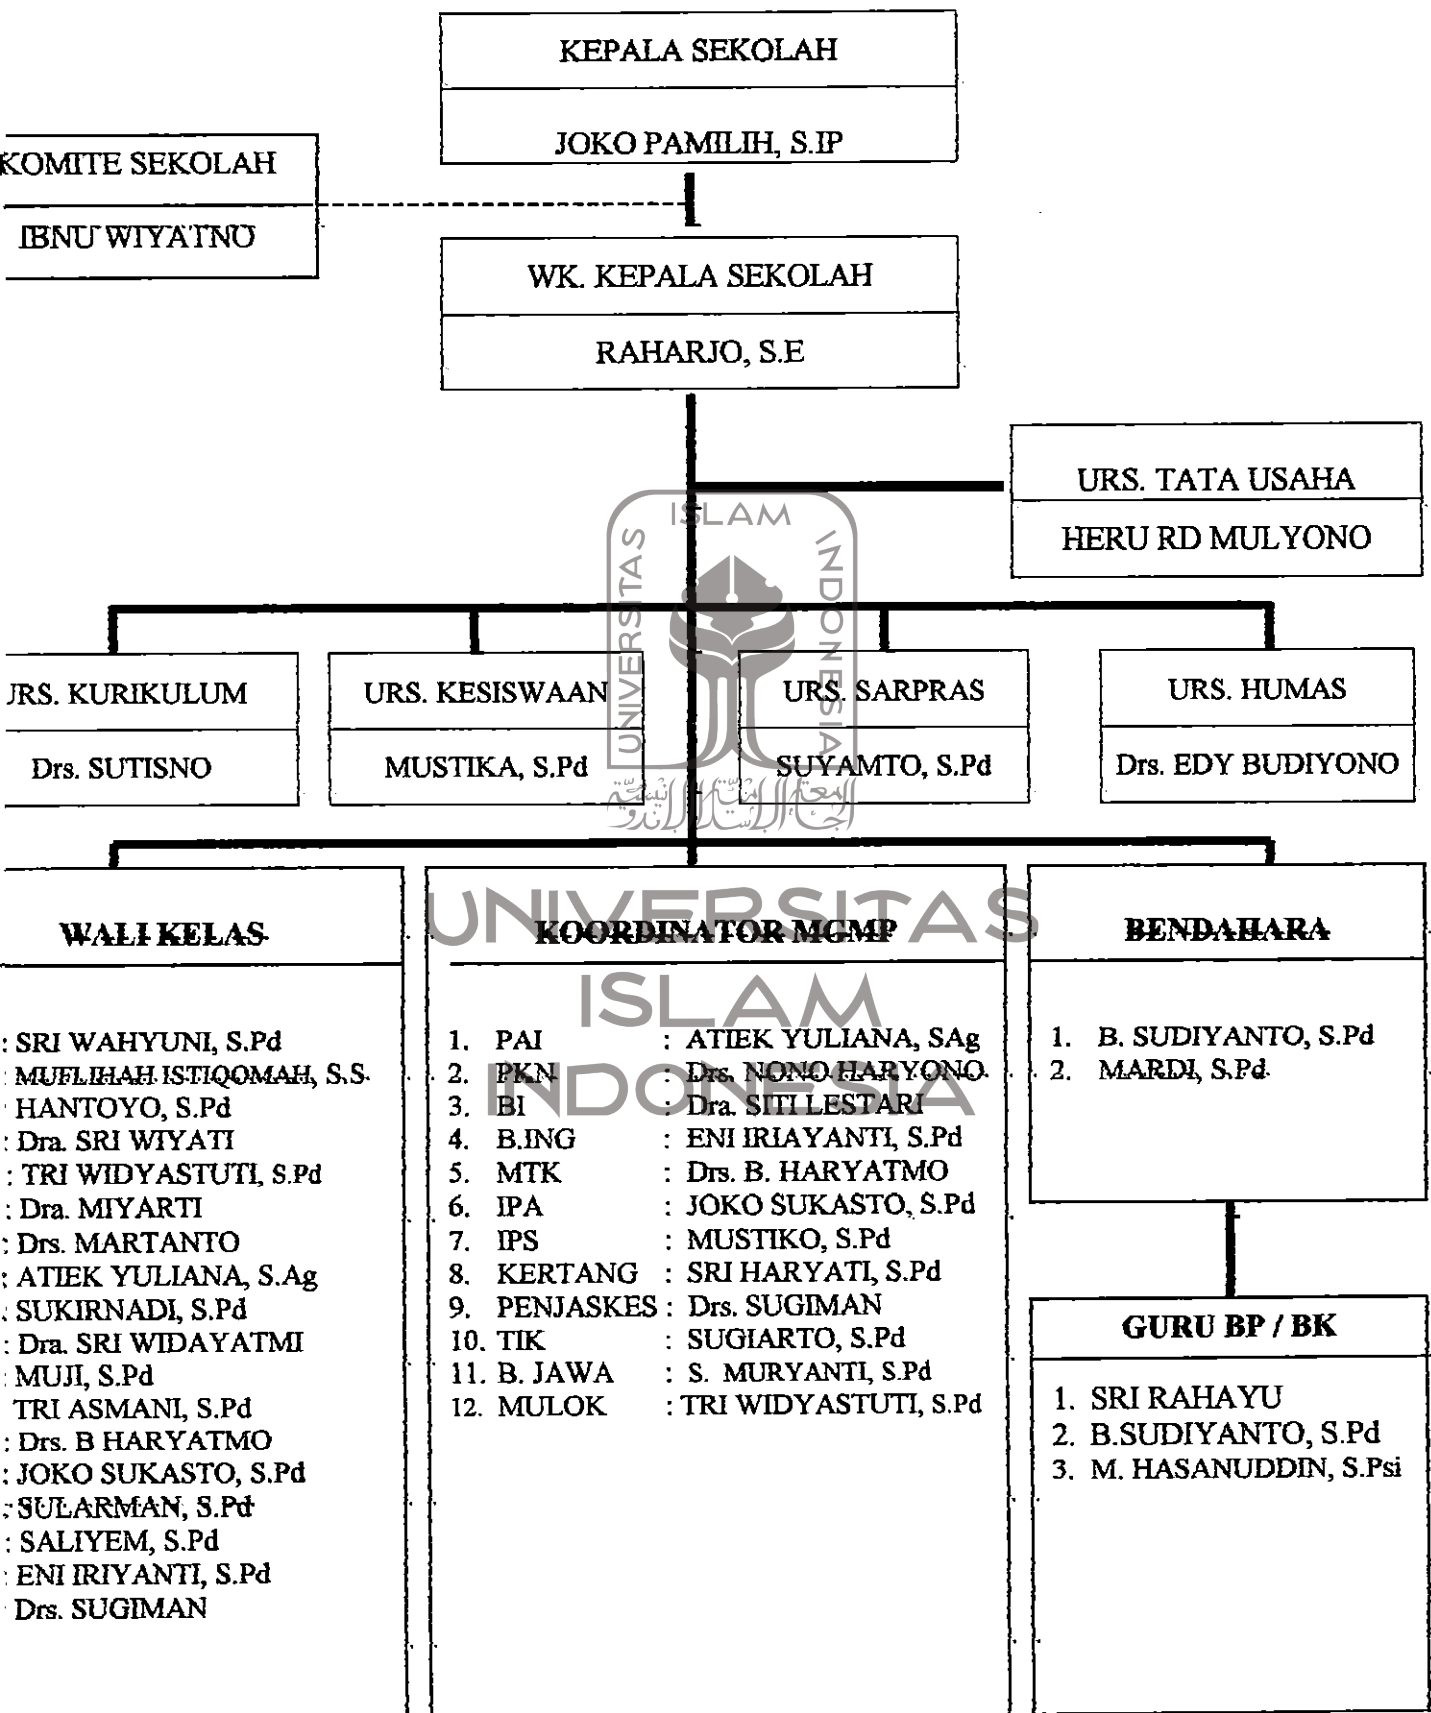 KEPALA SEKOLAH
JOKO PAMILIH, S.IP
KOMITE SEKOLAH
IBNU WIYATNO
WK. KEPALA SEKOLAH
RAHARJO, S.E
URS. TATA USAHA
HERU RD MULYONO
URS. KURIKULUM
Drs. SUTISNO
URS. KESISWAAN
MUSTIKA, S.Pd
URS. SARPRAS
SUYAMTO, S.Pd
URS. HUMAS
Drs. EDY BUDIYONO
WALI KELAS
: SRI WAHYUNI, S.Pd
: MUFLIHAH ISTIQOMAH, S.S.
HANTOYO, S.Pd
: Dra. SRI WIYATI
: TRI WIDYASTUTI, S.Pd
: Dra. MIYARTI
: Drs. MARTANTO
: ATIEK YULIANA, S.Ag
: SUKIRNADI, S.Pd
: Dra. SRI WIDAYATMI
: MUJI, S.Pd
TRI ASMANI, S.Pd
: Drs. B HARYATMO
: JOKO SUKASTO, S.Pd
: SULARMAN, S.Pd
: SALIYEM, S.Pd
: ENI IRIYANTI, S.Pd
Drs. SUGIMAN
KOORDINATOR MGMP
1. PAI : ATIEK YULIANA, SAg
2. PKN : Drs. NONO HARYONO
3. BI : Dra. SITI LESTARI
4. B.ING : ENI IRIAYANTI, S.Pd
5. MTK : Drs. B. HARYATMO
6. IPA : JOKO SUKASTO, S.Pd
7. IPS : MUSTIKO, S.Pd
8. KERTANG : SRI HARYATI, S.Pd
9. PENJASKES : Drs. SUGIMAN
10. TIK : SUGIARTO, S.Pd
11. B. JAWA : S. MURYANTI, S.Pd
12. MULOK : TRI WIDYASTUTI, S.Pd
BENDAHARA
1. B. SUDIYANTO, S.Pd
2. MARDI, S.Pd.
GURU BP / BK
1. SRI RAHAYU
2. B.SUDIYANTO, S.Pd
3. M. HASANUDDIN, S.Psi
UNIVERSITAS
ISLAM
INDONESIA
UNIVERSITAS
ISLAM
INDONESIA